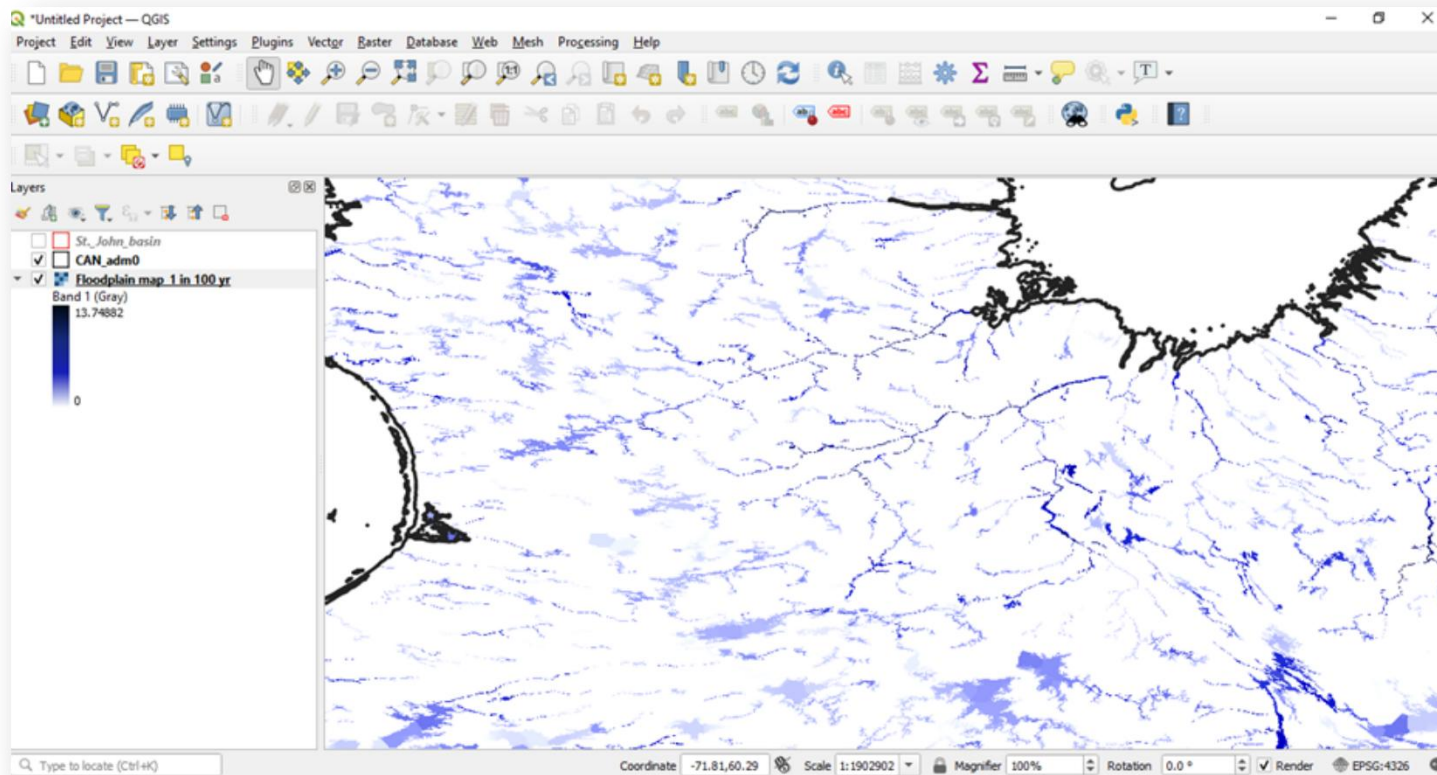 *Untitled Project — QGIS
Project Edit View Layer Settings Plugins Vector Raster Database Web Mesh Processing Help
Layers
St._John_basin
CAN_adm0
Floodplain map_1 in 100 yr
Band 1 (Gray)
13.74882
0
Type to locate (Ctrl+K)
Coordinate -71.81,60.29 Scale 1:1902902 Magnifier 100% Rotation 0.0 ° Render EPSG:4326